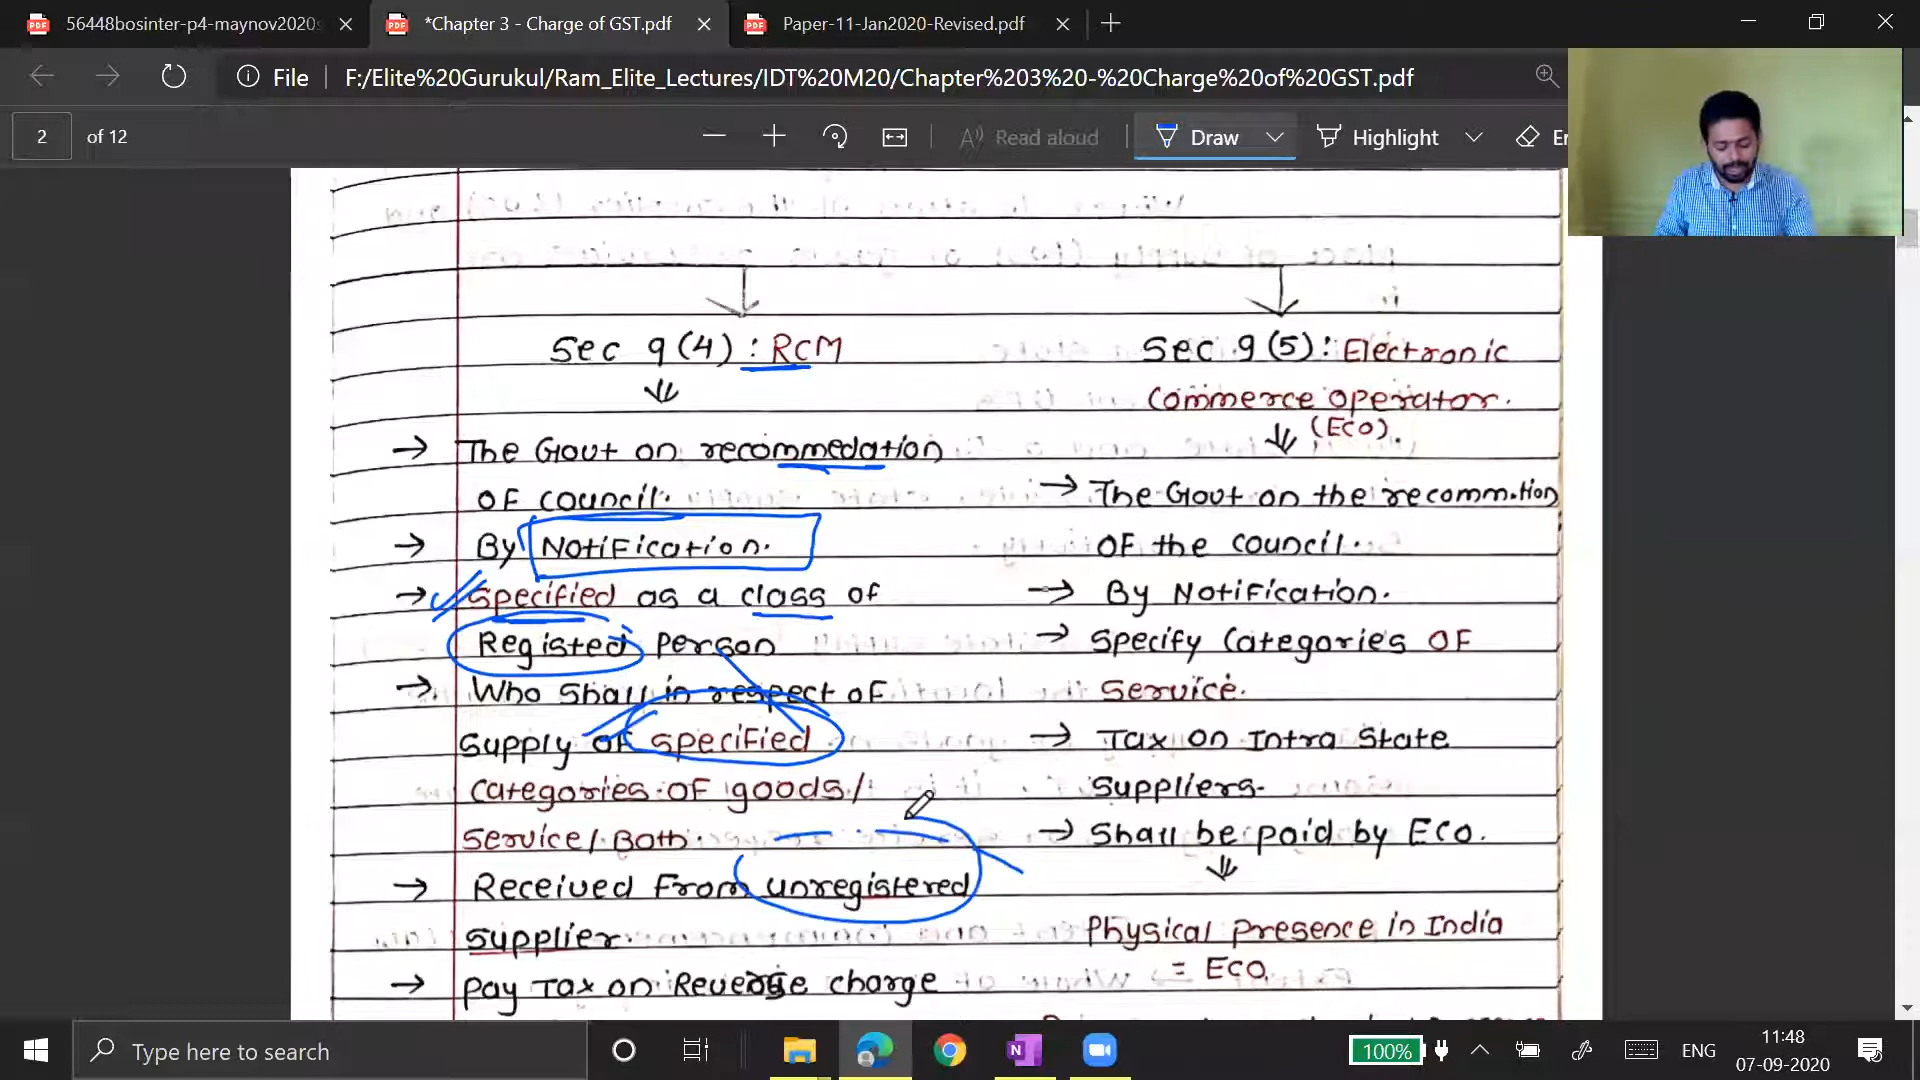 56448bosinter-p4-maynov2020s
*Chapter 3 - Charge of GST.pdf
Paper-11-Jan2020-Revised.pdf
File
F:/Elite%20Gurukul/Ram_Elite_Lectures/IDT%20M20/Chapter%203%20-%20Charge%20of%20GST.pdf
2 of 12
Read aloud
Draw
Highlight
Er
Sec 9(4) : RCM
The Govt on recommedation
OF council.
By Notification.
Specified as a class of
Registed person
Who shall in respect of
supply of specified
categories of goods/
Service/ Both.
Received From unregistered
supplier.
Pay Tax on Reverse charge
Sec 9(5): Electronic
Commerce operator.
(Eco).
The Govt on the recomm.tion
OF the council.
By Notification.
Specify Categories OF
Service.
Tax on Intra State
Suppliers.
Shall be paid by Eco.
Physical presence in India
= Eco.
Type here to search
100%
ENG
11:48
07-09-2020